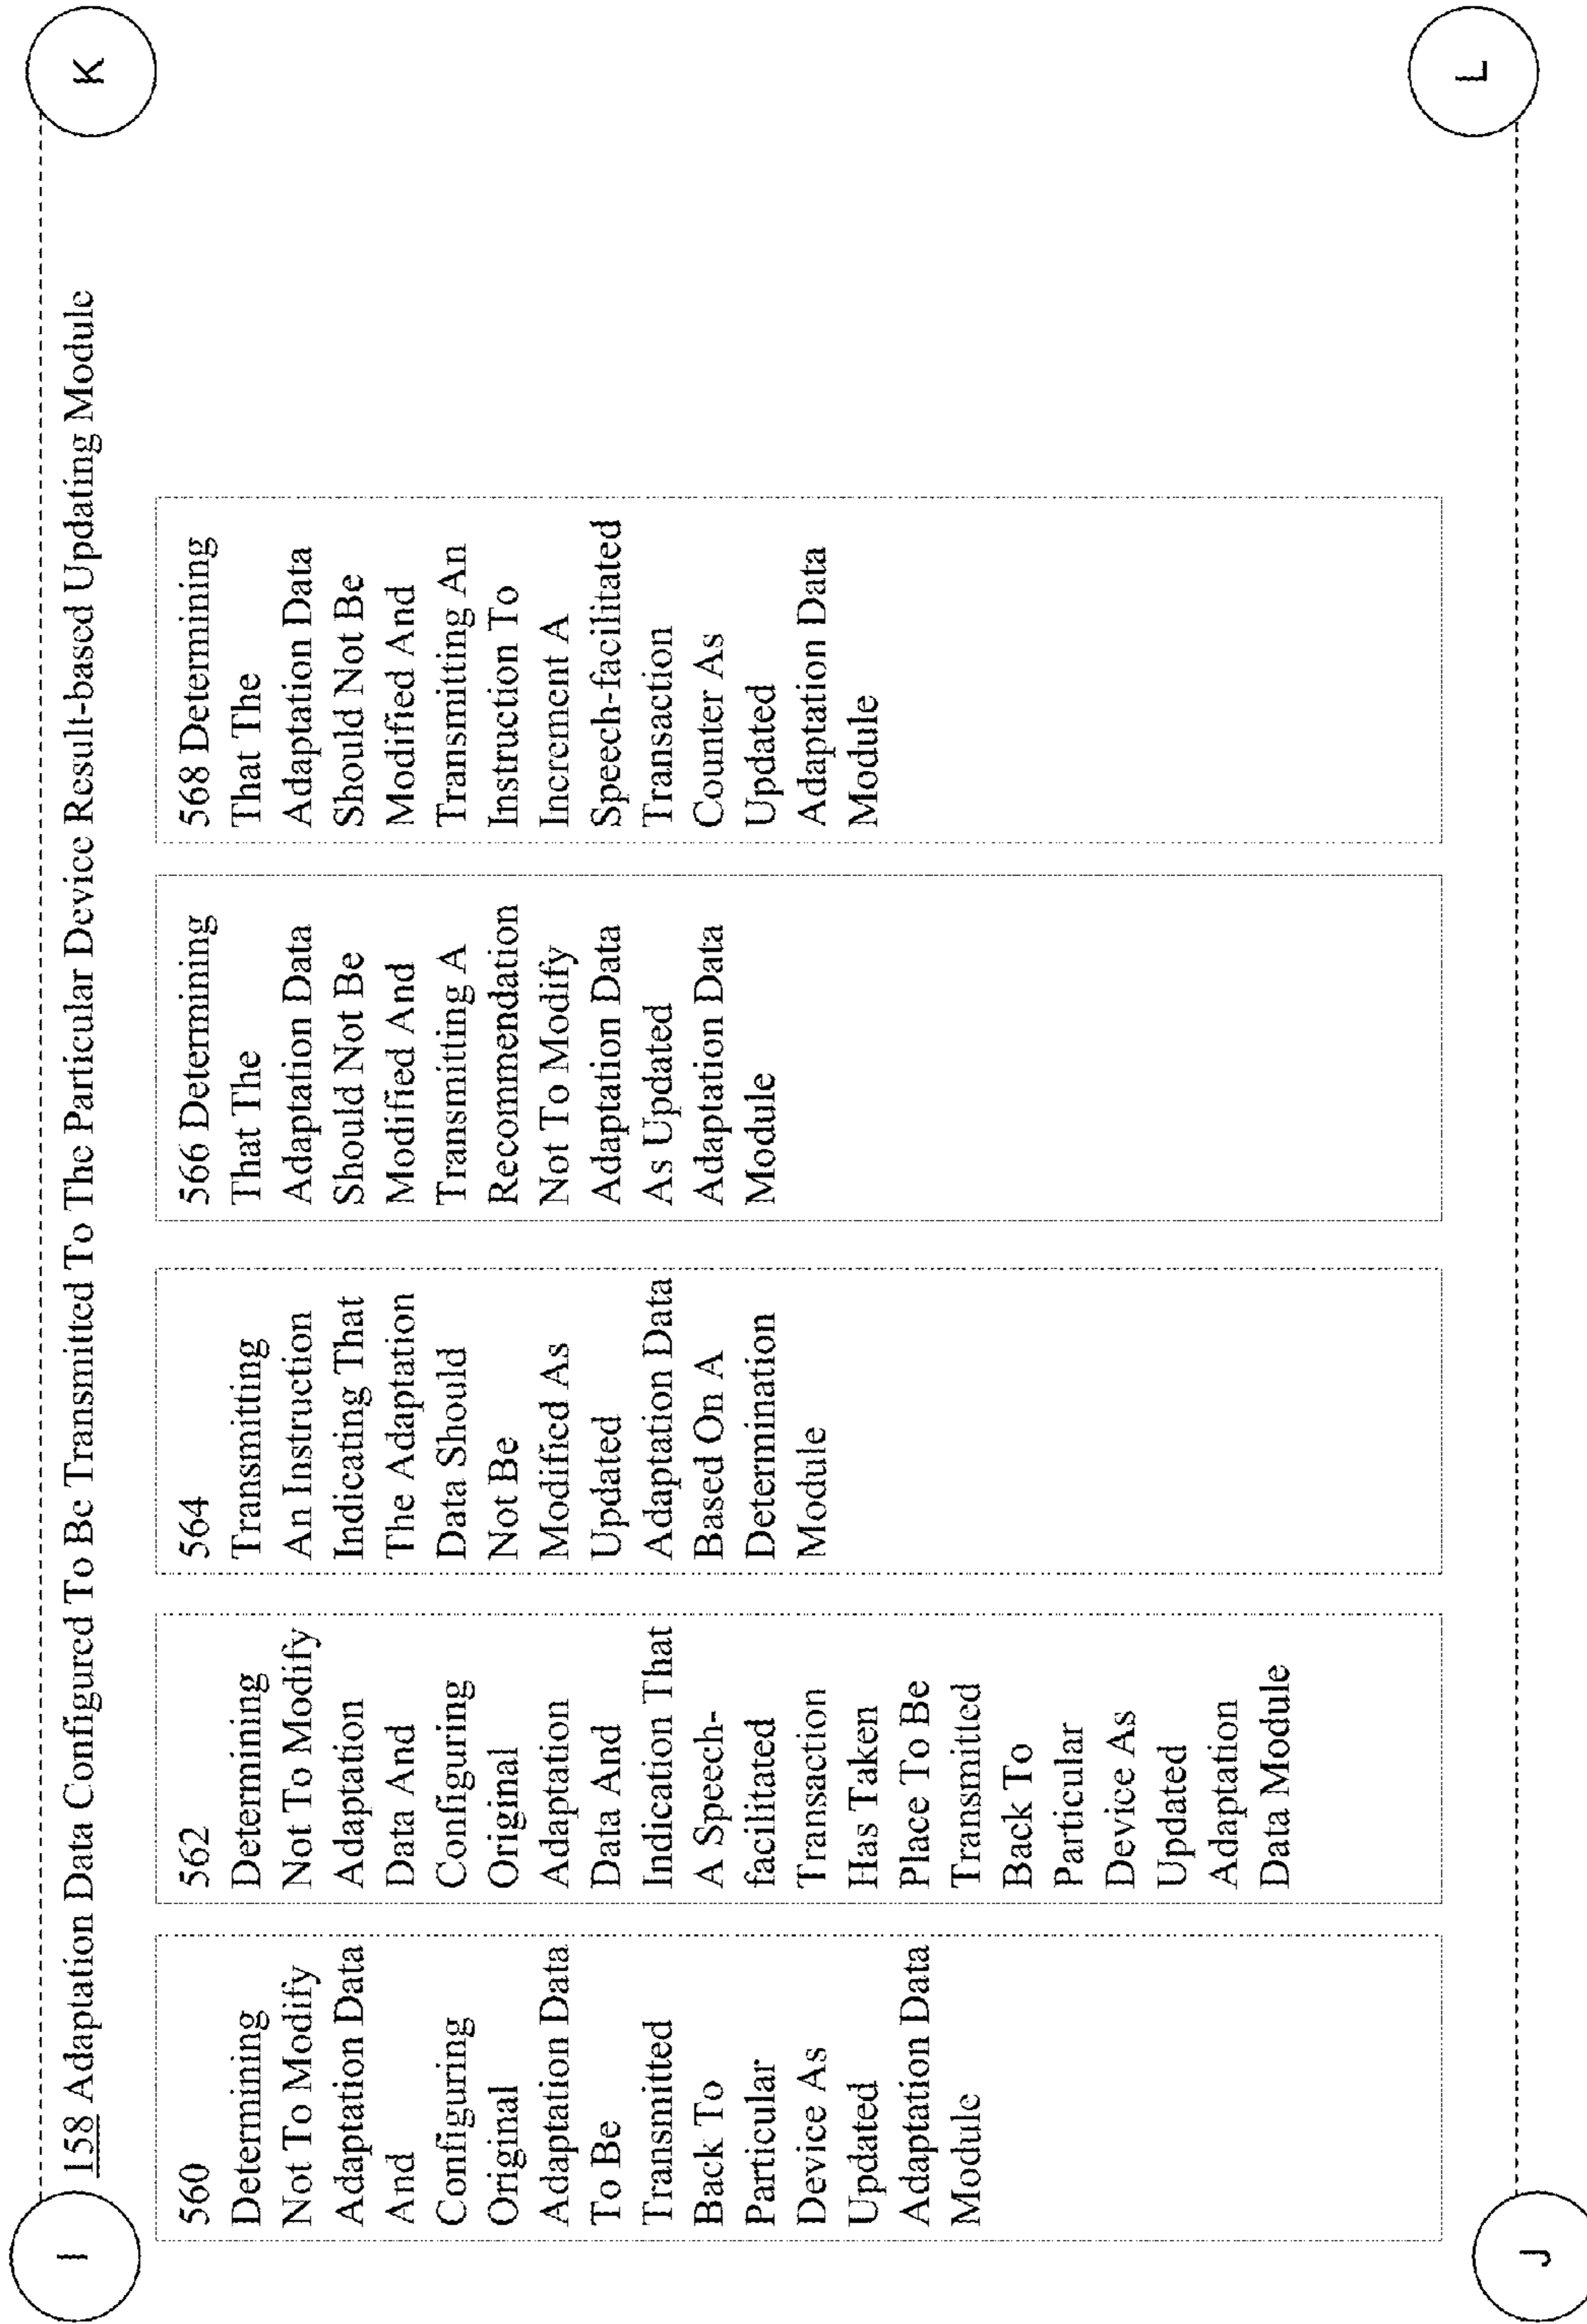 I
K
158 Adaptation Data Configured To Be Transmitted To The Particular Device Result-based Updating Module
560
Determining
Not To Modify
Adaptation Data
And
Configuring
Original
Adaptation Data
To Be
Transmitted
Back To
Particular
Device As
Updated
Adaptation Data
Module
562
Determining
Not To Modify
Adaptation
Data And
Configuring
Original
Adaptation
Data And
Indication That
A Speech-
facilitated
Transaction
Has Taken
Place To Be
Transmitted
Back To
Particular
Device As
Updated
Adaptation
Data Module
564
Transmitting
An Instruction
Indicating That
The Adaptation
Data Should
Not Be
Modified As
Updated
Adaptation Data
Based On A
Determination
Module
566 Determining
That The
Adaptation Data
Should Not Be
Modified And
Transmitting A
Recommendation
Not To Modify
Adaptation Data
As Updated
Adaptation Data
Module
568 Determining
That The
Adaptation Data
Should Not Be
Modified And
Transmitting An
Instruction To
Increment A
Speech-facilitated
Transaction
Counter As
Updated
Adaptation Data
Module
J
L